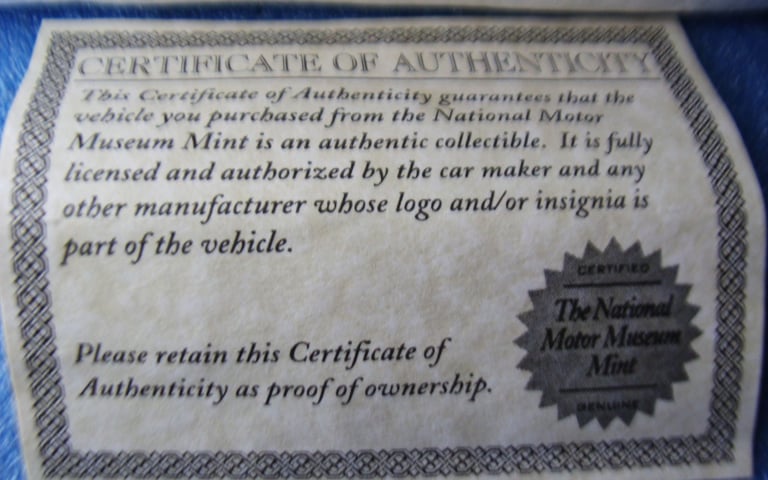 CERTIFICATE OF AUTHENTICITY
This Certificate of Authenticity guarantees that the
vehicle you purchased from the National Motor
Museum Mint is an authentic collectible. It is fully
licensed and authorized by the car maker and any
other manufacturer whose logo and/or insignia is
part of the vehicle.
Please retain this Certificate of
Authenticity as proof of ownership.
CERTIFIED
The National
Motor Museum
Mint
GENUINE